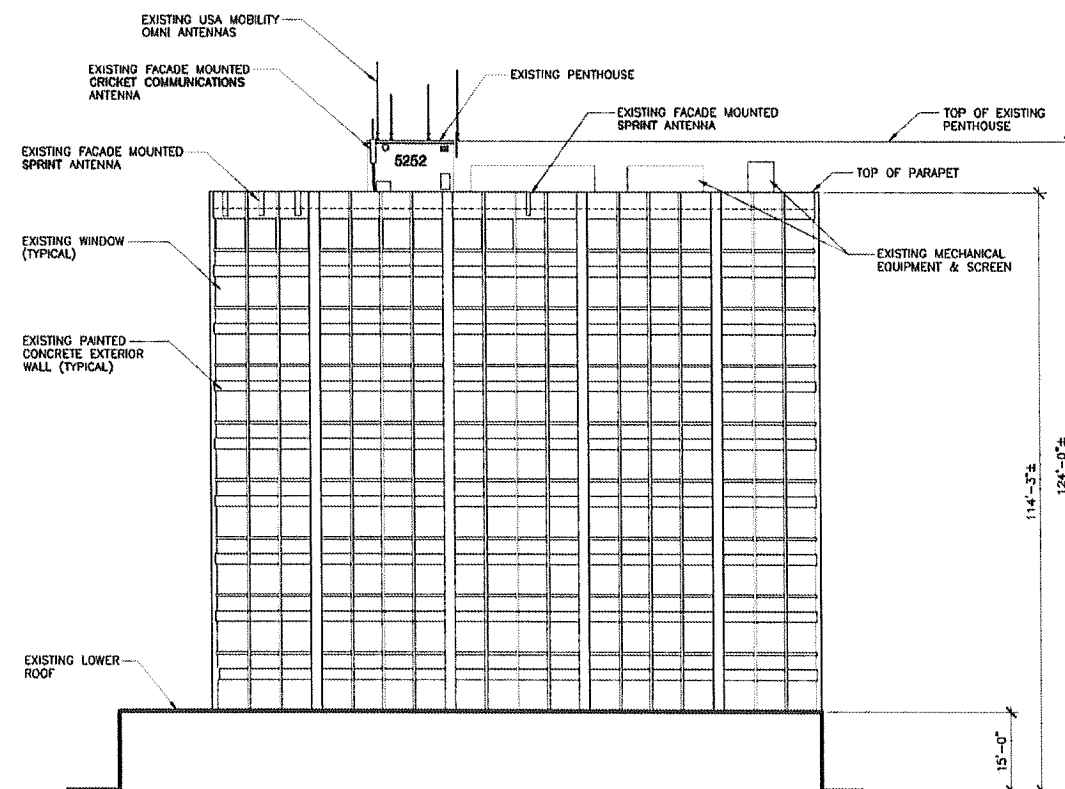 EXISTING USA MOBILITY
OMNI ANTENNAS
EXISTING FACADE MOUNTED
CRICKET COMMUNICATIONS
ANTENNA
EXISTING PENTHOUSE
EXISTING FACADE MOUNTED
SPRINT ANTENNA
TOP OF EXISTING
PENTHOUSE
EXISTING FACADE MOUNTED
SPRINT ANTENNA
5252
TOP OF PARAPET
EXISTING WINDOW
(TYPICAL)
EXISTING MECHANICAL
EQUIPMENT & SCREEN
EXISTING PAINTED
CONCRETE EXTERIOR
WALL (TYPICAL)
114'-3"±
124'-0"±
EXISTING LOWER
ROOF
15'-0"